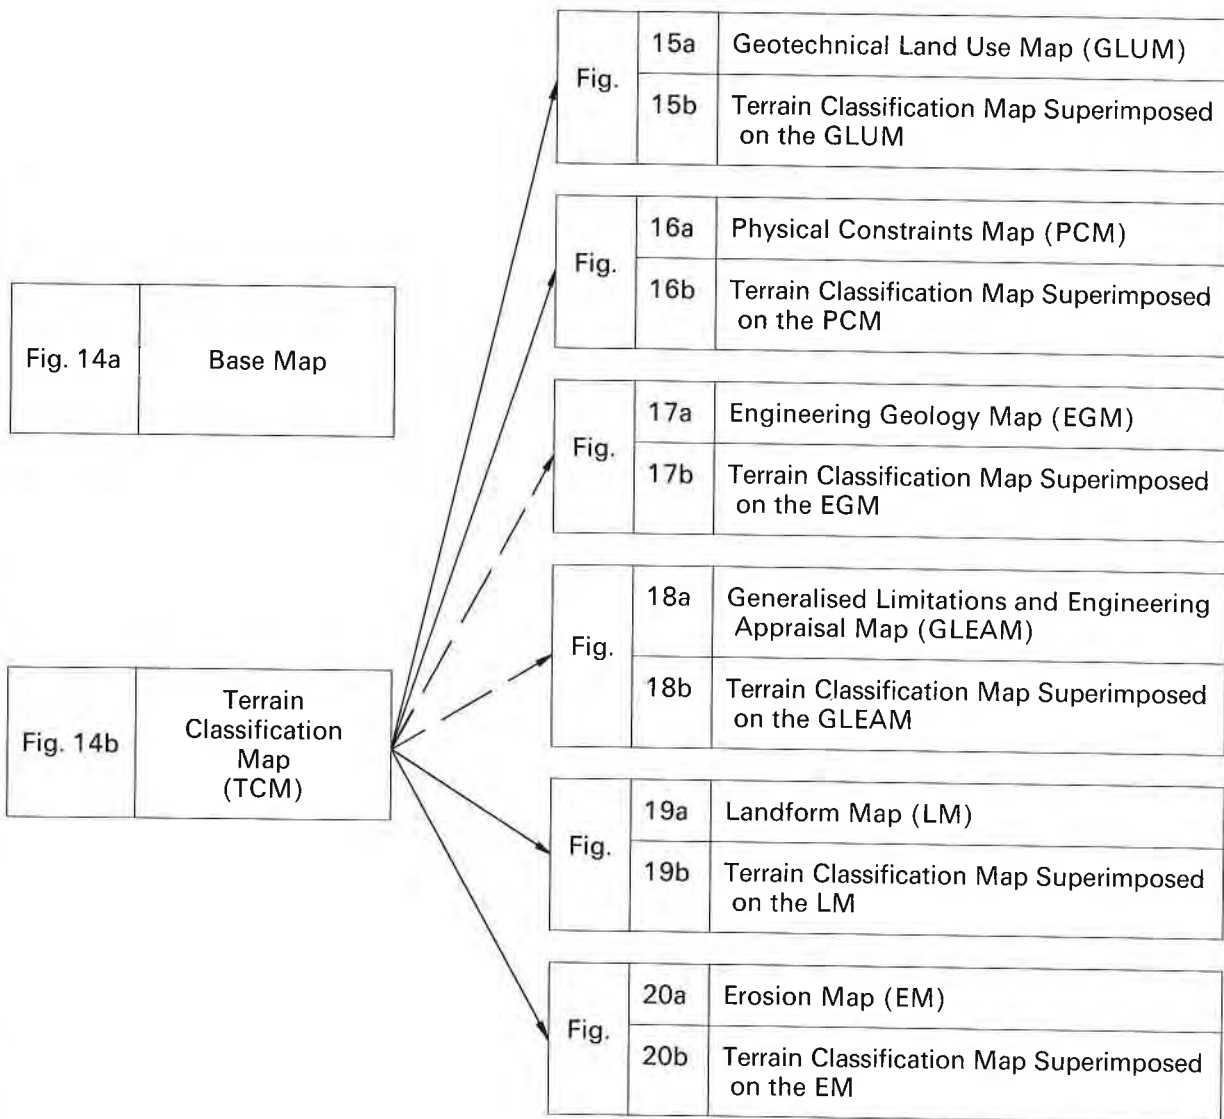 Fig. 14a
Base Map
Fig. 14b
Terrain
Classification
Map
(TCM)
Fig.
15a
Geotechnical Land Use Map (GLUM)
15b
Terrain Classification Map Superimposed
on the GLUM
Fig.
16a
Physical Constraints Map (PCM)
16b
Terrain Classification Map Superimposed
on the PCM
Fig.
17a
Engineering Geology Map (EGM)
17b
Terrain Classification Map Superimposed
on the EGM
Fig.
18a
Generalised Limitations and Engineering
Appraisal Map (GLEAM)
18b
Terrain Classification Map Superimposed
on the GLEAM
Fig.
19a
Landform Map (LM)
19b
Terrain Classification Map Superimposed
on the LM
Fig.
20a
Erosion Map (EM)
20b
Terrain Classification Map Superimposed
on the EM